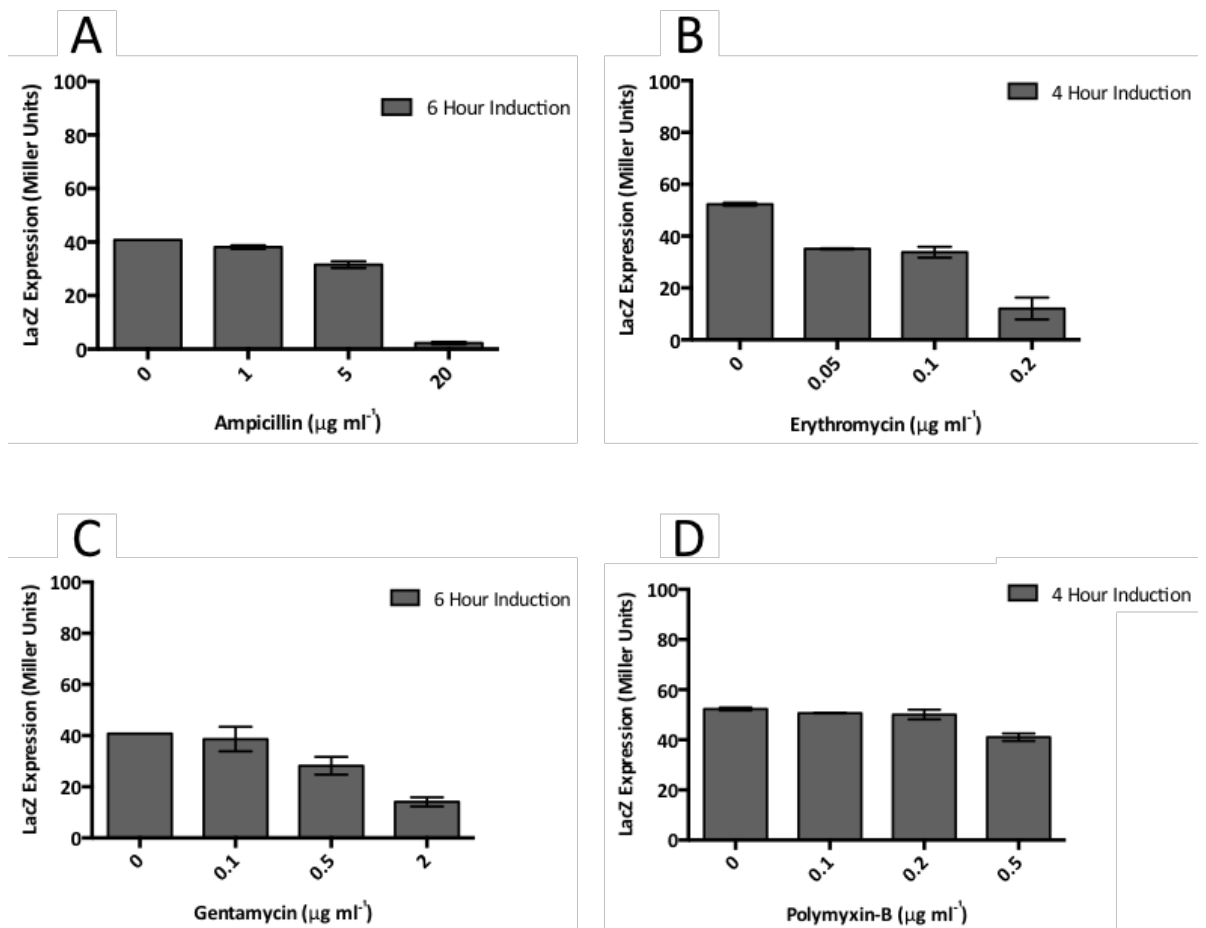 A
LacZ Expression (Miller Units)
100
80
60
40
20
0
6 Hour Induction
0 1 5 20
Ampicillin (µg ml⁻¹)
B
LacZ Expression (Miller Units)
100
80
60
40
20
0
4 Hour Induction
0 0.05 0.1 0.2
Erythromycin (µg ml⁻¹)
C
LacZ Expression (Miller Units)
100
80
60
40
20
0
6 Hour Induction
0 0.1 0.5 2
Gentamycin (µg ml⁻¹)
D
LacZ Expression (Miller Units)
100
80
60
40
20
0
4 Hour Induction
0 0.1 0.2 0.5
Polymyxin-B (µg ml⁻¹)